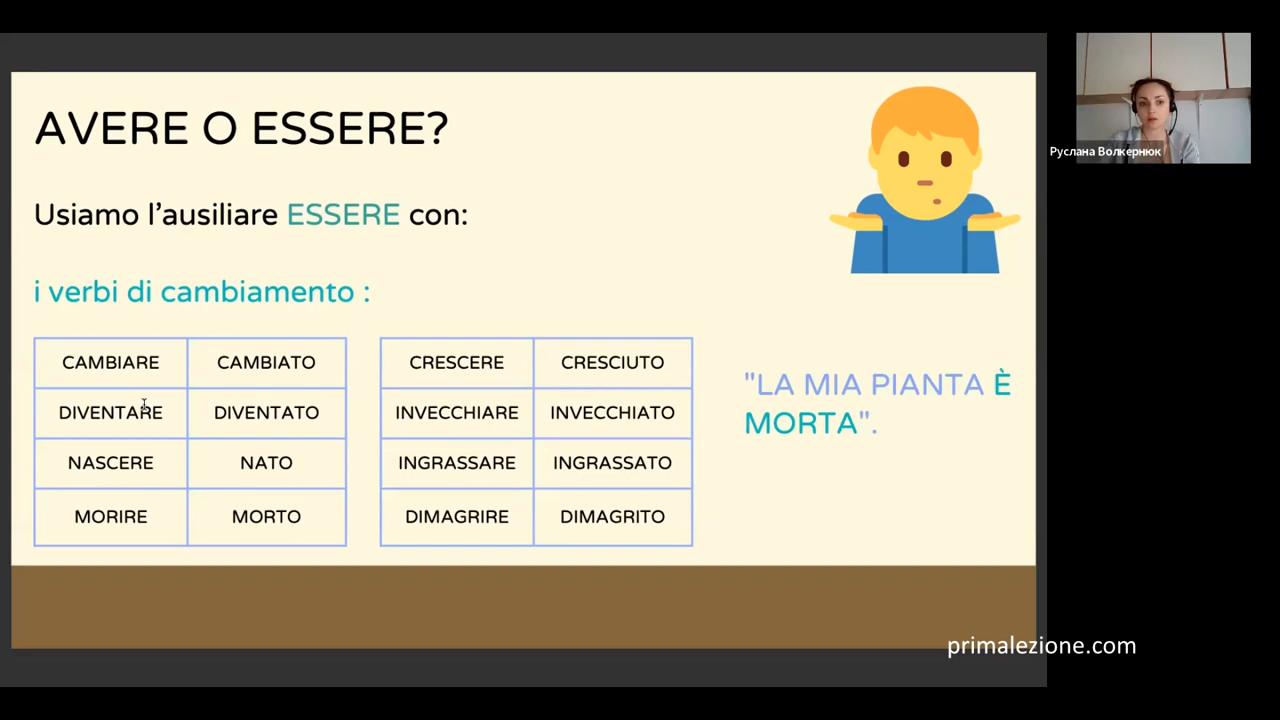 AVERE O ESSERE?
Usiamo l'ausiliare ESSERE con:
i verbi di cambiamento :
CAMBIARE CAMBIATO
DIVENTARE DIVENTATO
NASCERE NATO
MORIRE MORTO
CRESCERE CRESCIUTO
INVECCHIARE INVECCHIATO
INGRASSARE INGRASSATO
DIMAGRIRE DIMAGRITO
"LA MIA PIANTA È
MORTA".
Руслана Волкернюк
primalezione.com